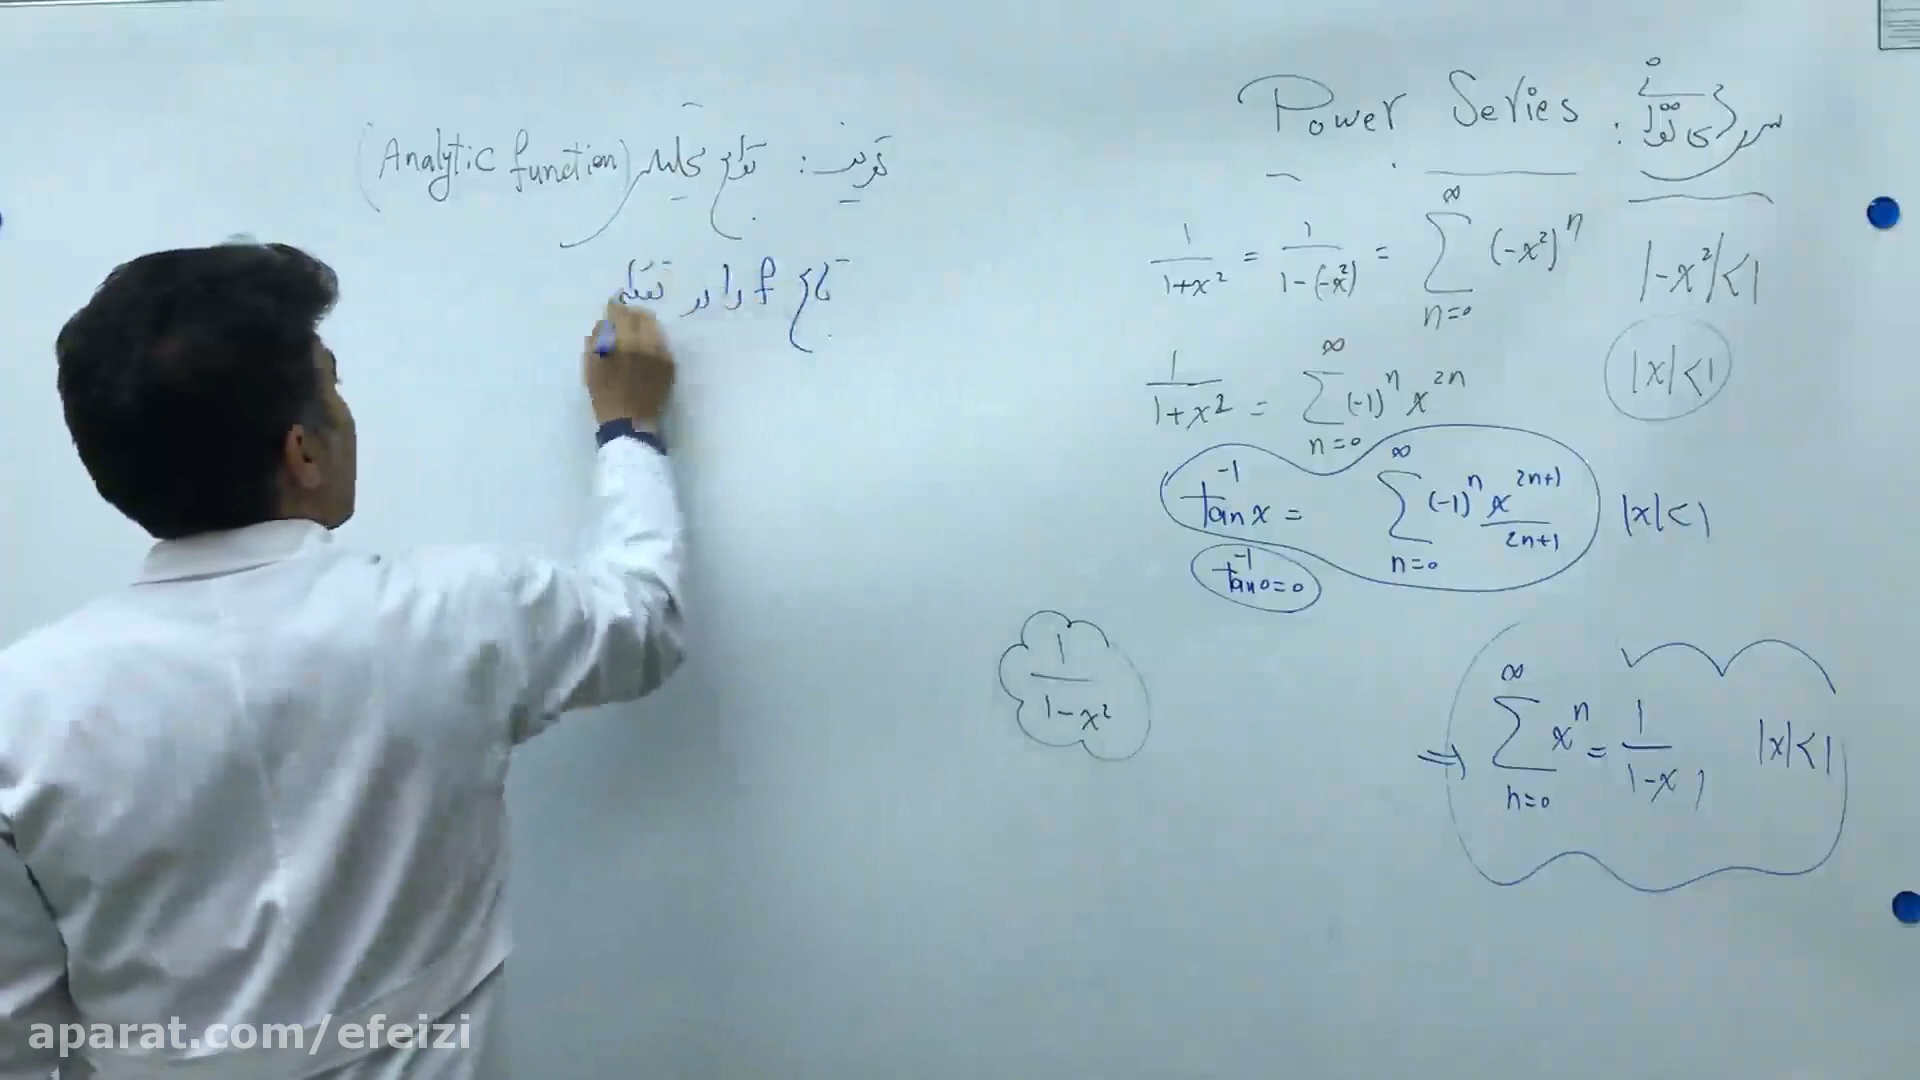 Power Series : سری توانی
1/(1+x²) = 1/(1-(-x²)) = ∑_{n=0}^{∞} (-x²)ⁿ |-x²|<1
|x|<1
1/(1+x²) = ∑_{n=0}^{∞} (-1)ⁿ x²ⁿ
tan⁻¹x = ∑_{n=0}^{∞} (-1)ⁿ x²ⁿ⁺¹/(2n+1) |x|<1
tan⁻¹0=0
1/(1-x²)
⇒ ∑_{n=0}^{∞} xⁿ = 1/(1-x), |x|<1
تعریف: توابع تحلیلی (Analytic function)
تابع f را در نقطه
aparat.com/efeizi